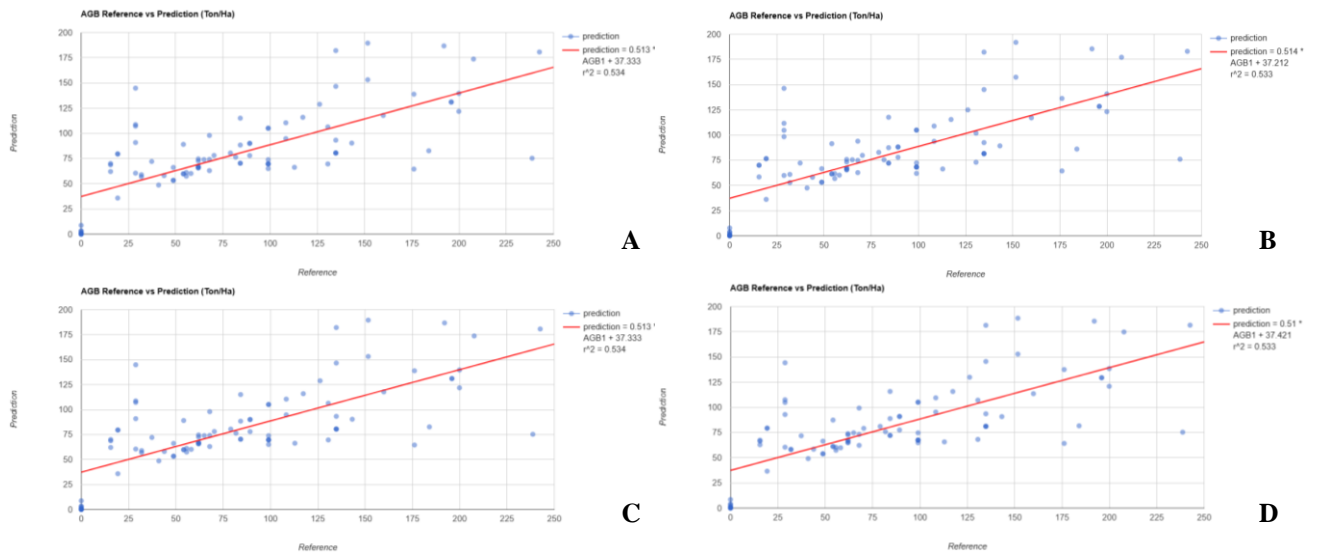 AGB Reference vs Prediction (Ton/Ha)
200
175
150
125
100
75
50
25
0
0 25 50 75 100 125 150 175 200 225 250
Prediction
Reference
prediction
prediction = 0.513 *
AGB1 + 37.333
r^2 = 0.534
A
AGB Reference vs Prediction (Ton/Ha)
200
175
150
125
100
75
50
25
0
0 25 50 75 100 125 150 175 200 225 250
Prediction
Reference
prediction
prediction = 0.514 *
AGB1 + 37.212
r^2 = 0.533
B
AGB Reference vs Prediction (Ton/Ha)
200
175
150
125
100
75
50
25
0
0 25 50 75 100 125 150 175 200 225 250
Prediction
Reference
prediction
prediction = 0.513 *
AGB1 + 37.333
r^2 = 0.534
C
AGB Reference vs Prediction (Ton/Ha)
200
175
150
125
100
75
50
25
0
0 25 50 75 100 125 150 175 200 225 250
Prediction
Reference
prediction
prediction = 0.51 *
AGB1 + 37.421
r^2 = 0.533
D